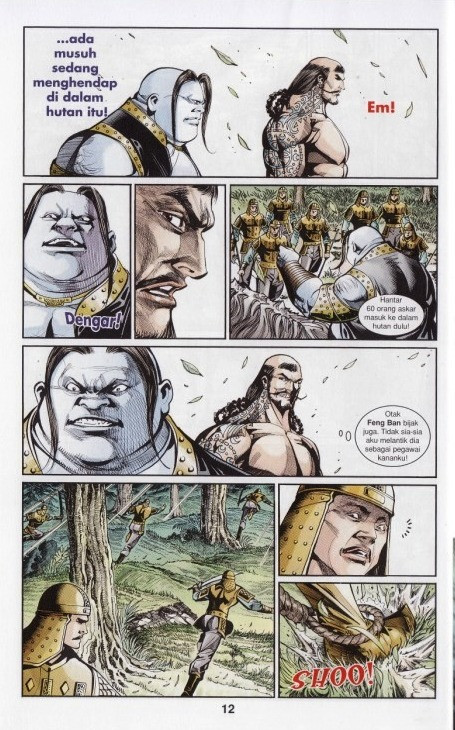 ...ada
musuh
sedang
menghendap
di dalam
hutan itu!
Em!
Dengar!
Hantar
60 orang askar
masuk ke dalam
hutan dulu!
Otak
Feng Ban bijak
juga. Tidak sia-sia
aku melantik dia
sebagai pegawai
kananku!
SHOO!
12